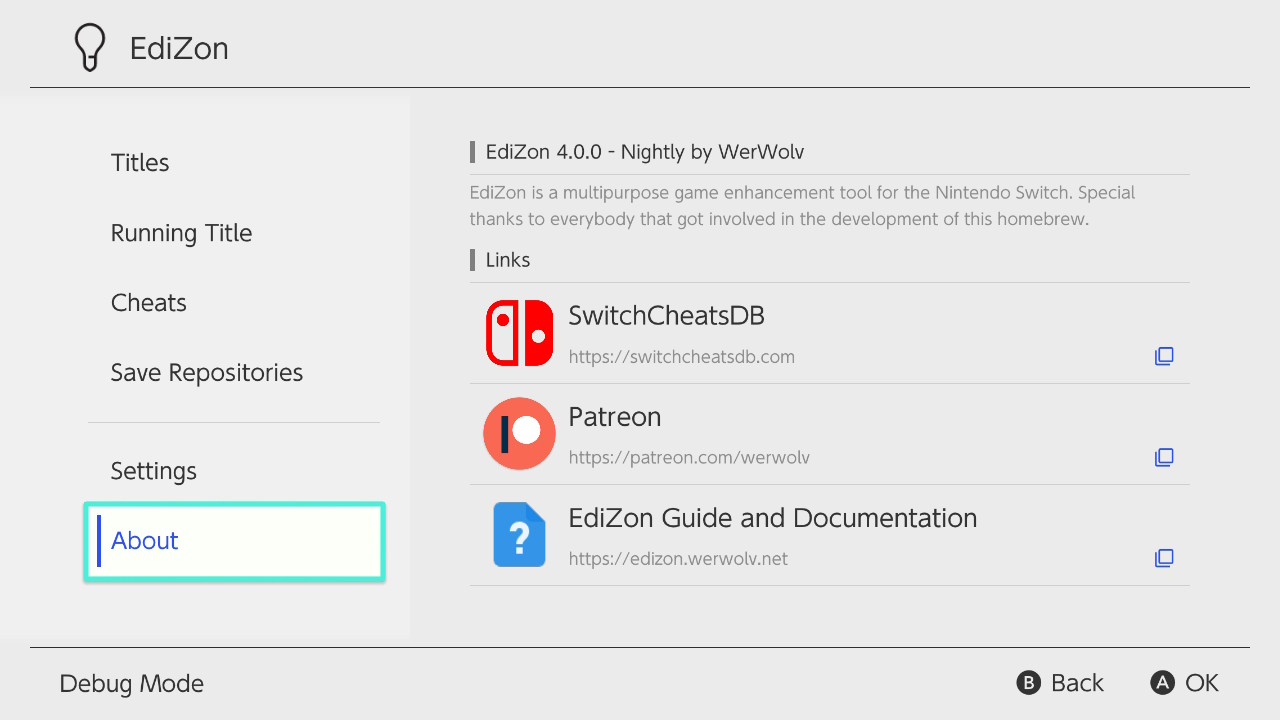 EdiZon
Titles
Running Title
Cheats
Save Repositories
Settings
About
EdiZon 4.0.0 - Nightly by WerWolv
EdiZon is a multipurpose game enhancement tool for the Nintendo Switch. Special
thanks to everybody that got involved in the development of this homebrew.
Links
SwitchCheatsDB
https://switchcheatsdb.com
Patreon
https://patreon.com/werwolv
?
EdiZon Guide and Documentation
https://edizon.werwolv.net
Debug Mode
B Back
A OK